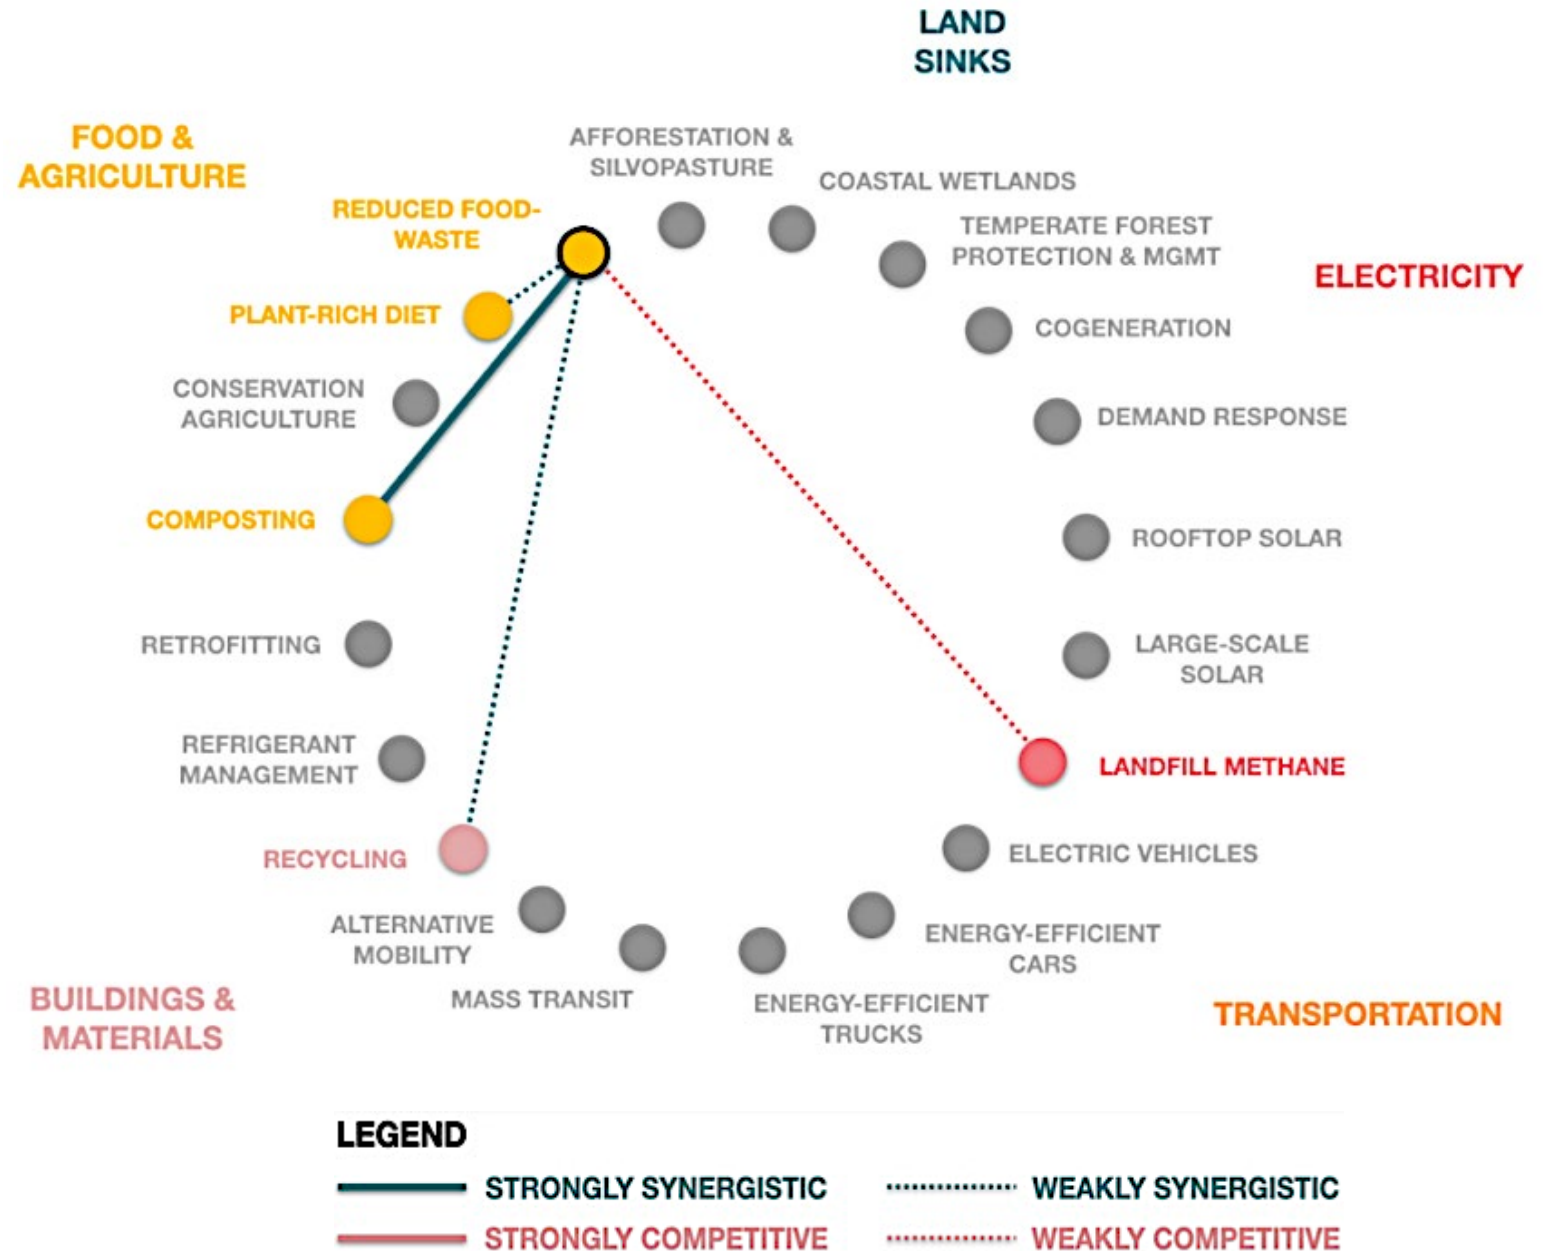 LAND
SINKS
FOOD &
AGRICULTURE
AFFORESTATION &
SILVOPASTURE
COASTAL WETLANDS
REDUCED FOOD-
WASTE
TEMPERATE FOREST
PROTECTION & MGMT
ELECTRICITY
PLANT-RICH DIET
COGENERATION
CONSERVATION
AGRICULTURE
DEMAND RESPONSE
COMPOSTING
ROOFTOP SOLAR
RETROFITTING
LARGE-SCALE
SOLAR
REFRIGERANT
MANAGEMENT
LANDFILL METHANE
RECYCLING
ELECTRIC VEHICLES
ALTERNATIVE
MOBILITY
ENERGY-EFFICIENT
CARS
MASS TRANSIT
ENERGY-EFFICIENT
TRUCKS
BUILDINGS &
MATERIALS
TRANSPORTATION
LEGEND
STRONGLY SYNERGISTIC
WEAKLY SYNERGISTIC
STRONGLY COMPETITIVE
WEAKLY COMPETITIVE